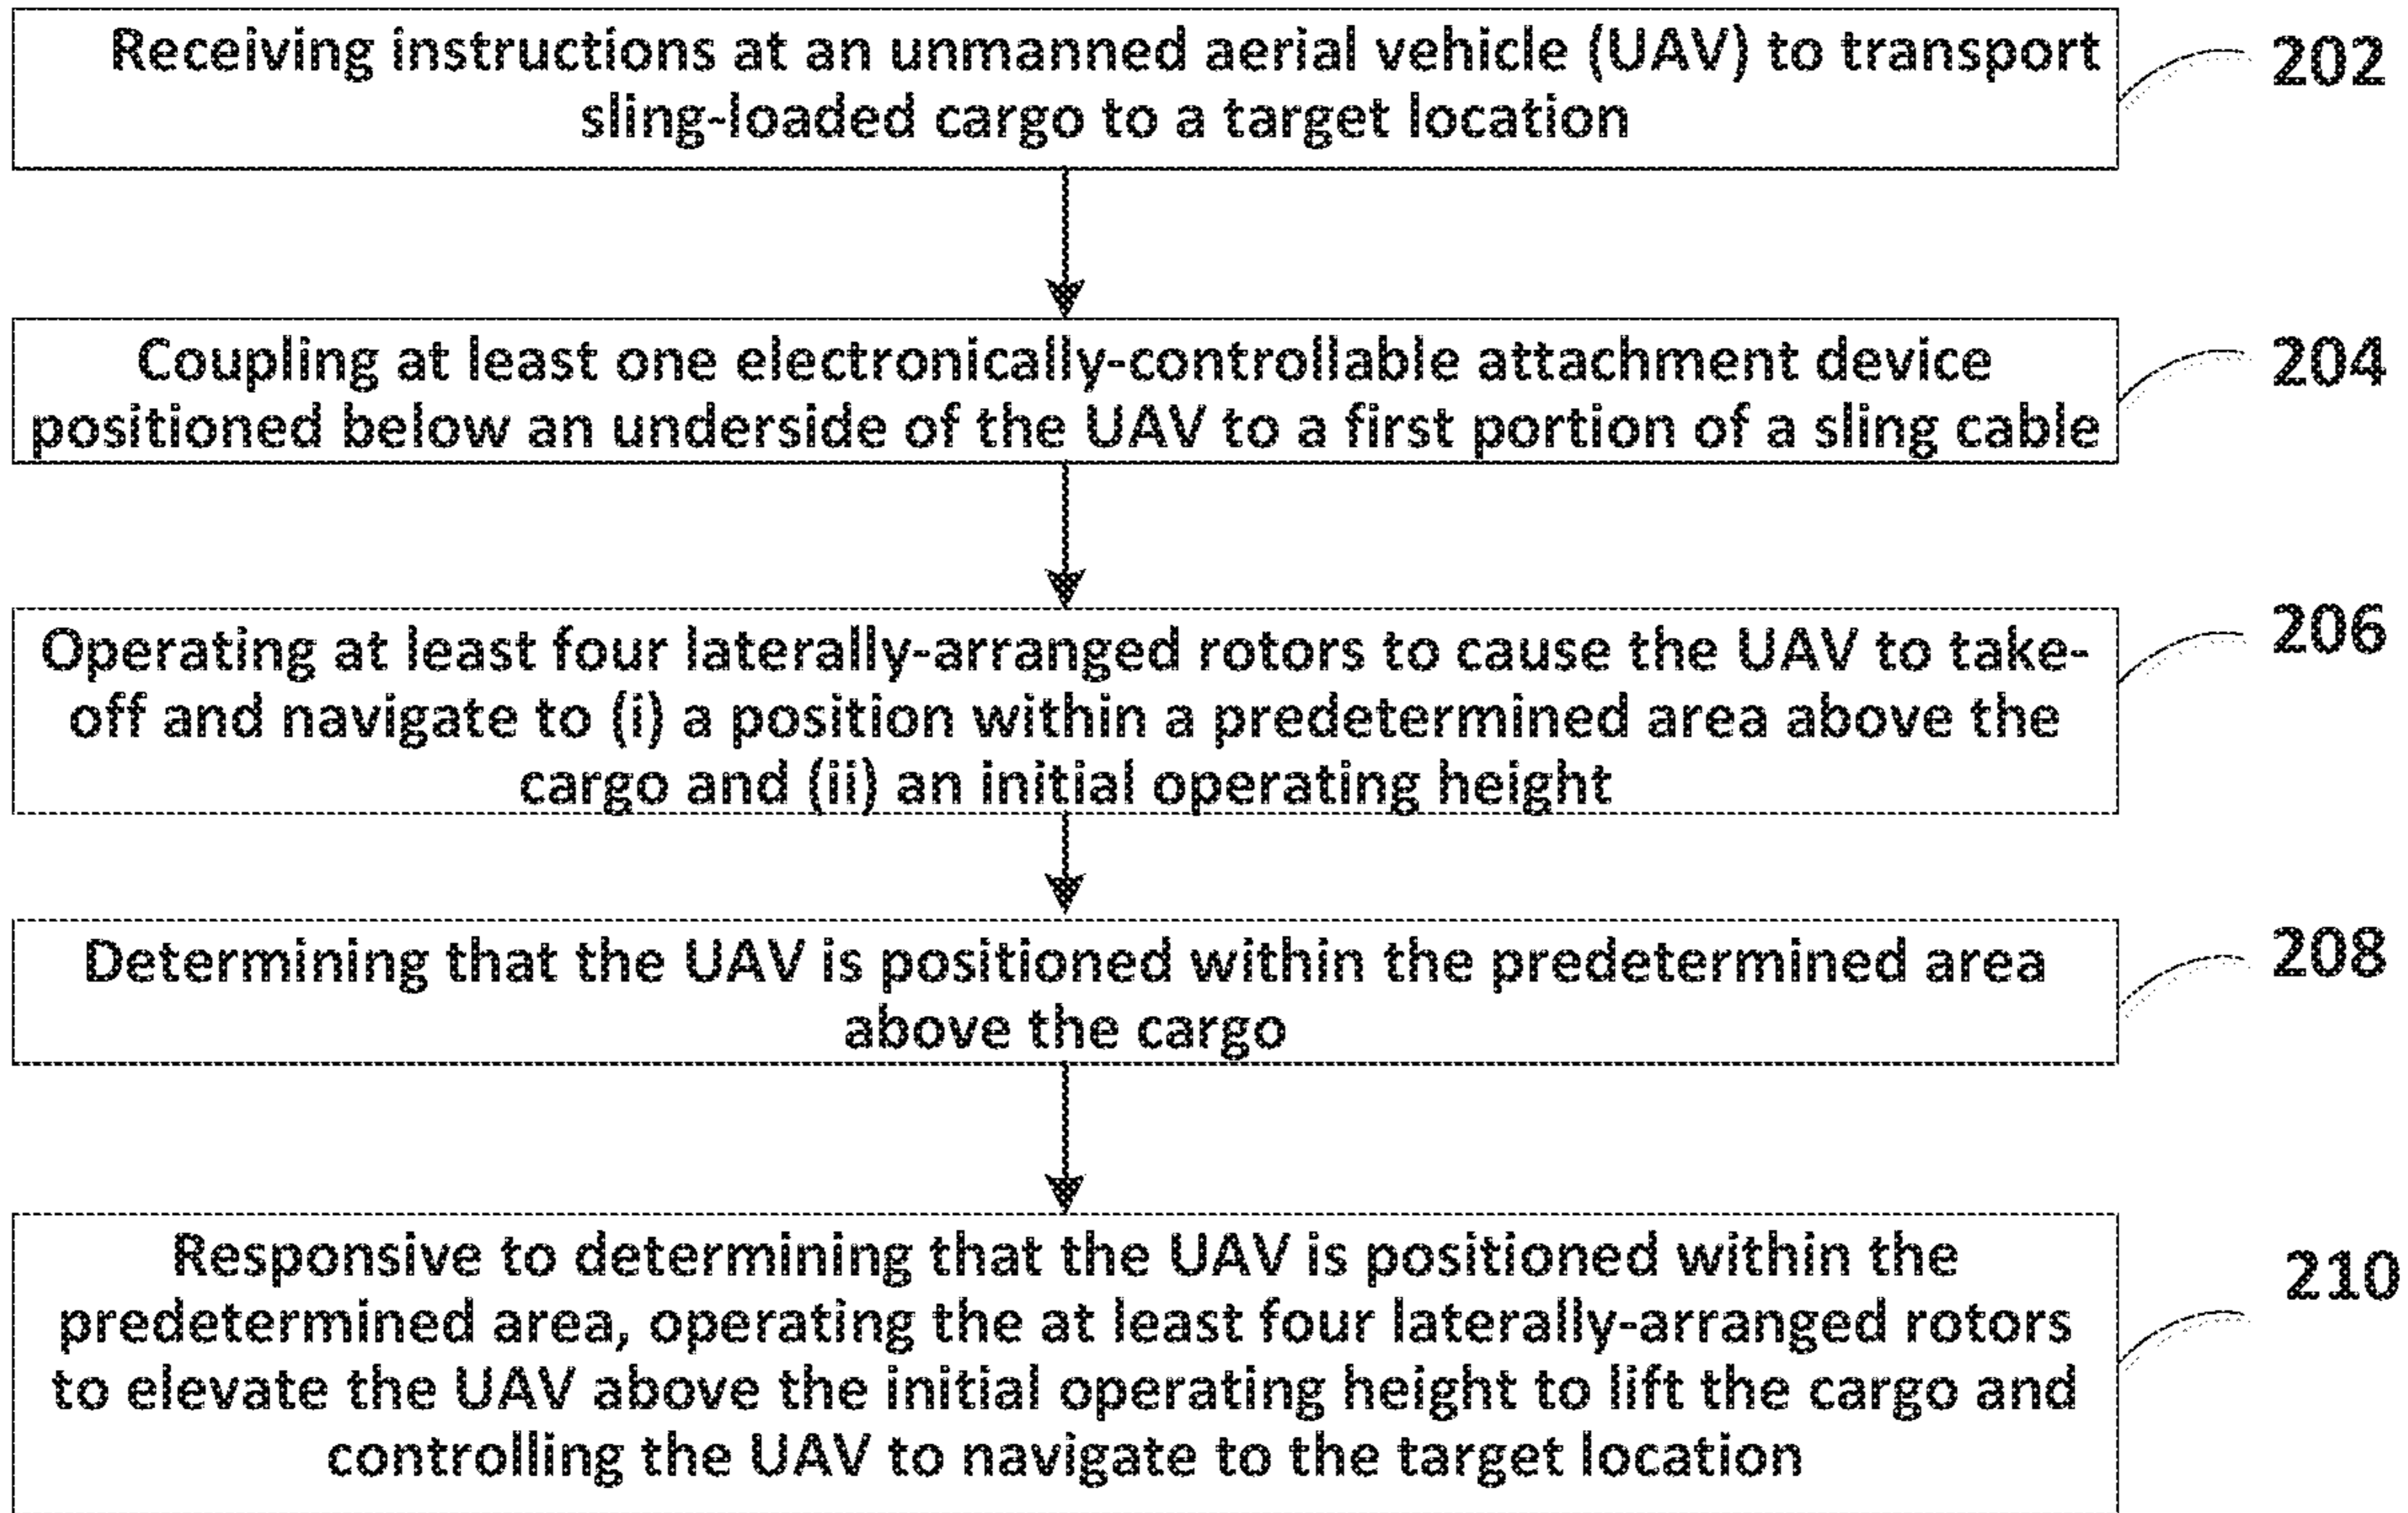 Receiving instructions at an unmanned aerial vehicle (UAV) to transport
sling-loaded cargo to a target location
202
Coupling at least one electronically-controllable attachment device
positioned below an underside of the UAV to a first portion of a sling cable
204
Operating at least four laterally-arranged rotors to cause the UAV to take-
off and navigate to (i) a position within a predetermined area above the
cargo and (ii) an initial operating height
206
Determining that the UAV is positioned within the predetermined area
above the cargo
208
Responsive to determining that the UAV is positioned within the
predetermined area, operating the at least four laterally-arranged rotors
to elevate the UAV above the initial operating height to lift the cargo and
controlling the UAV to navigate to the target location
210